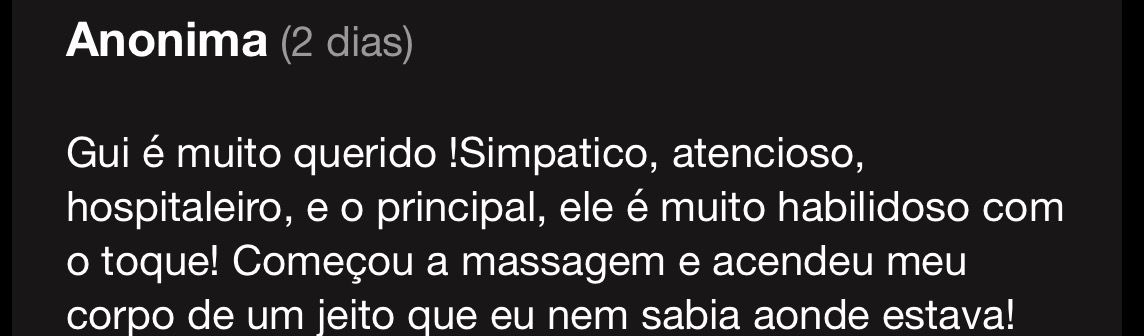 Anonima (2 dias)
Gui é muito querido !Simpatico, atencioso,
hospitaleiro, e o principal, ele é muito habilidoso com
o toque! Começou a massagem e acendeu meu
corpo de um jeito que eu nem sabia aonde estava!